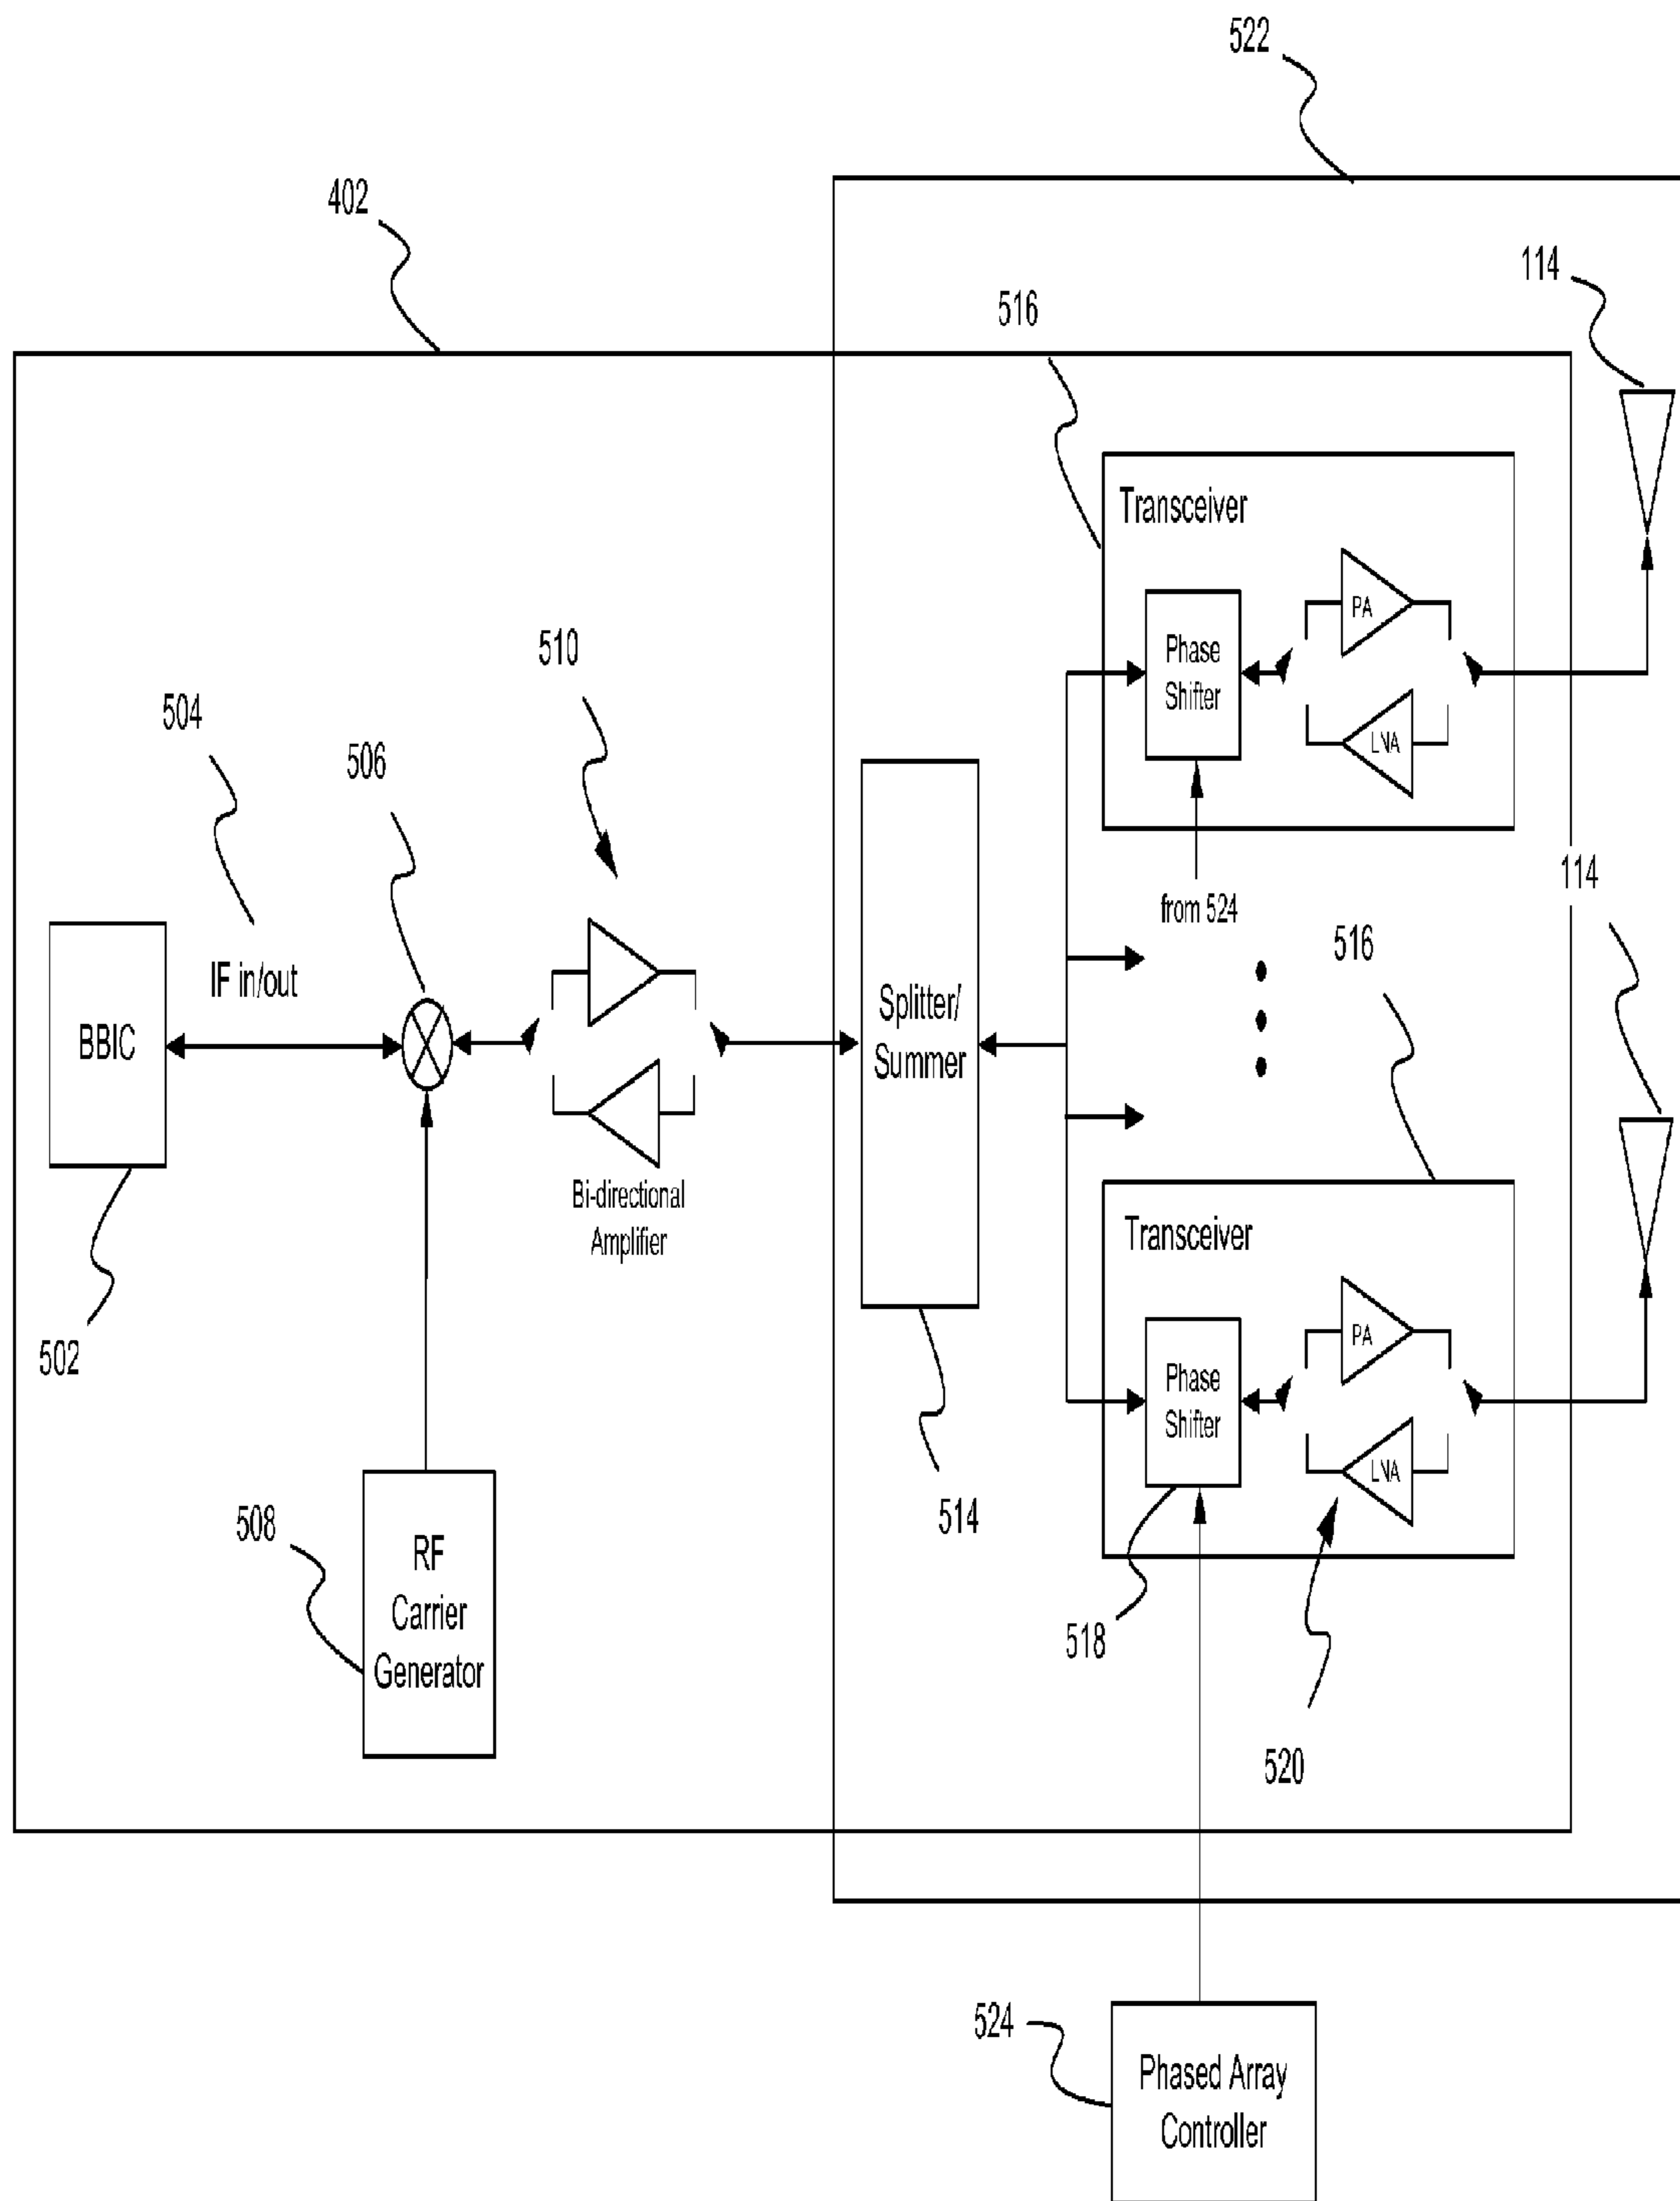 522
402
114
516
Transceiver
PA
Phase
Shifter
LNA
from 524
510
504
506
114
516
IF in/out
BBIC
Splitter/
Summer
Bi-directional
Amplifier
Transceiver
PA
Phase
Shifter
LNA
502
514
508
RF
Carrier
Generator
518
520
524
Phased Array
Controller